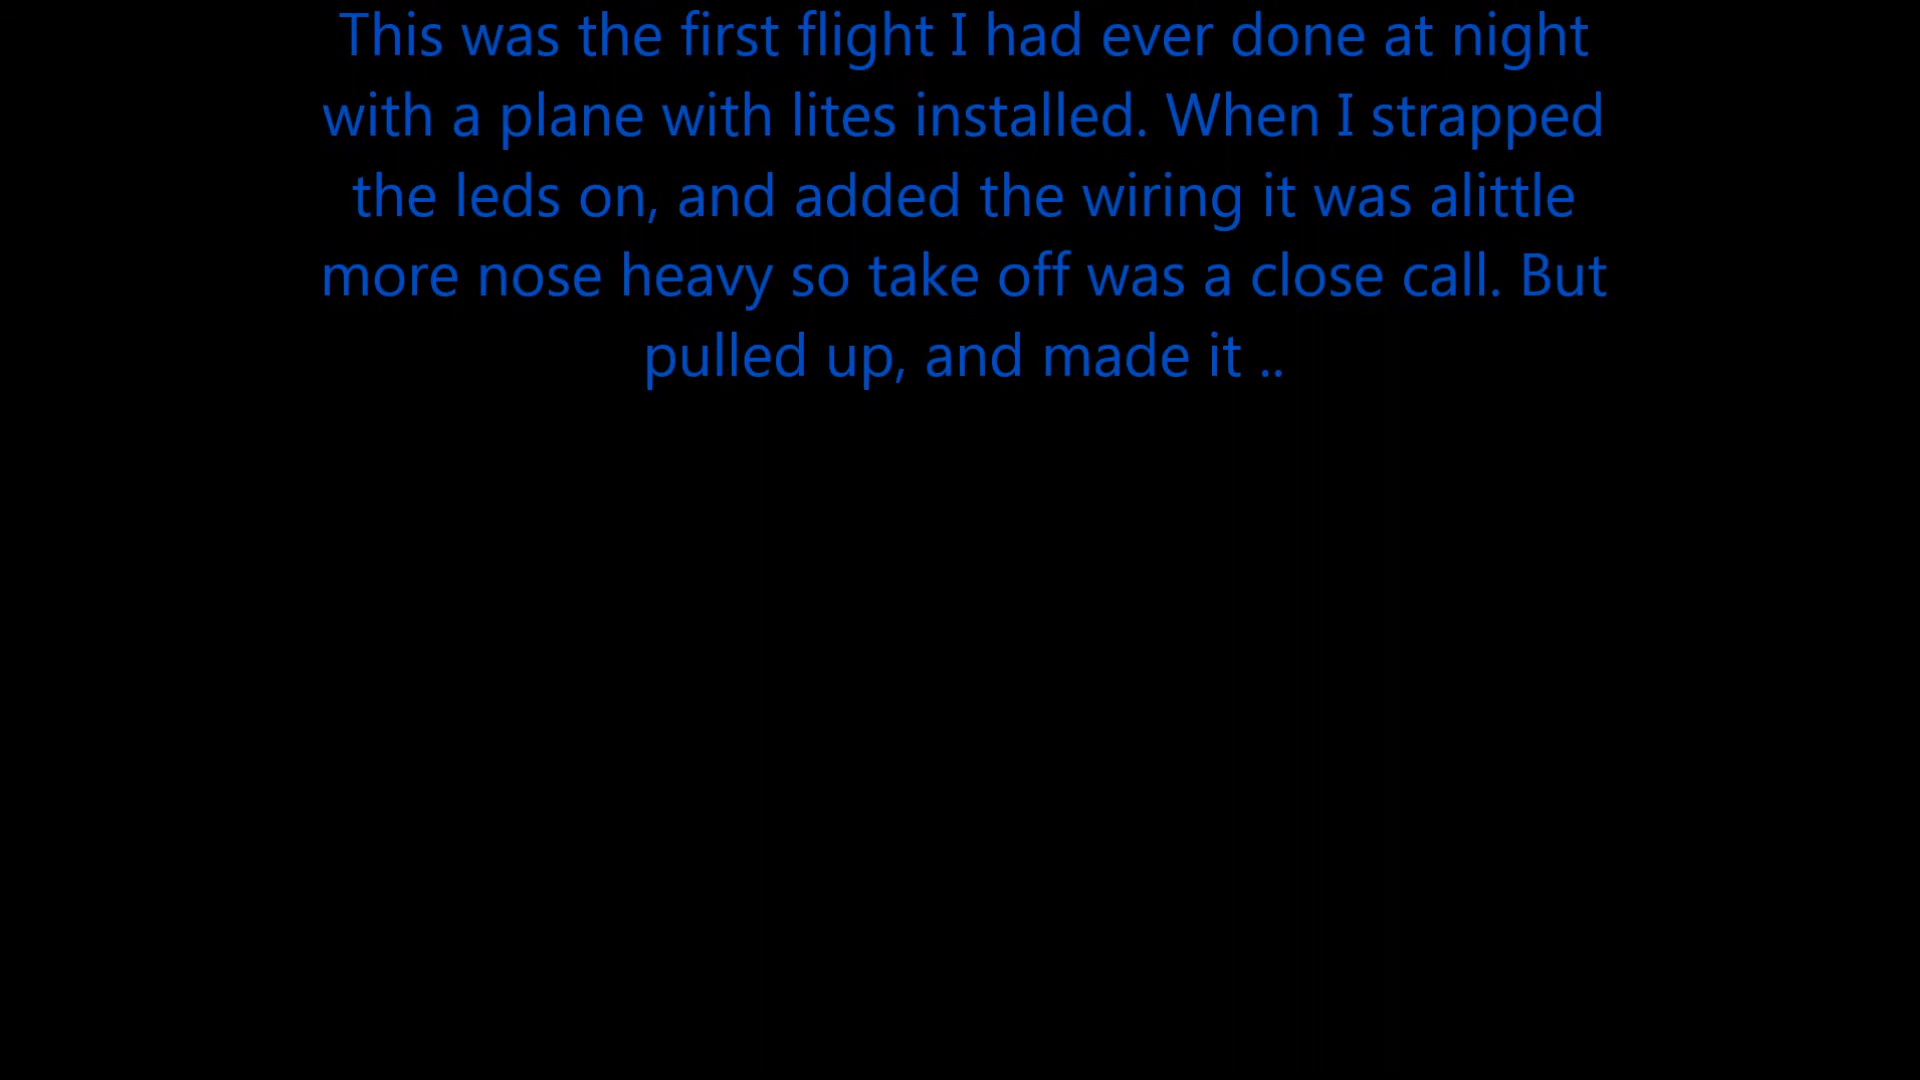 This was the first flight I had ever done at night
with a plane with lites installed. When I strapped
the leds on, and added the wiring it was alittle
more nose heavy so take off was a close call. But
pulled up, and made it ..